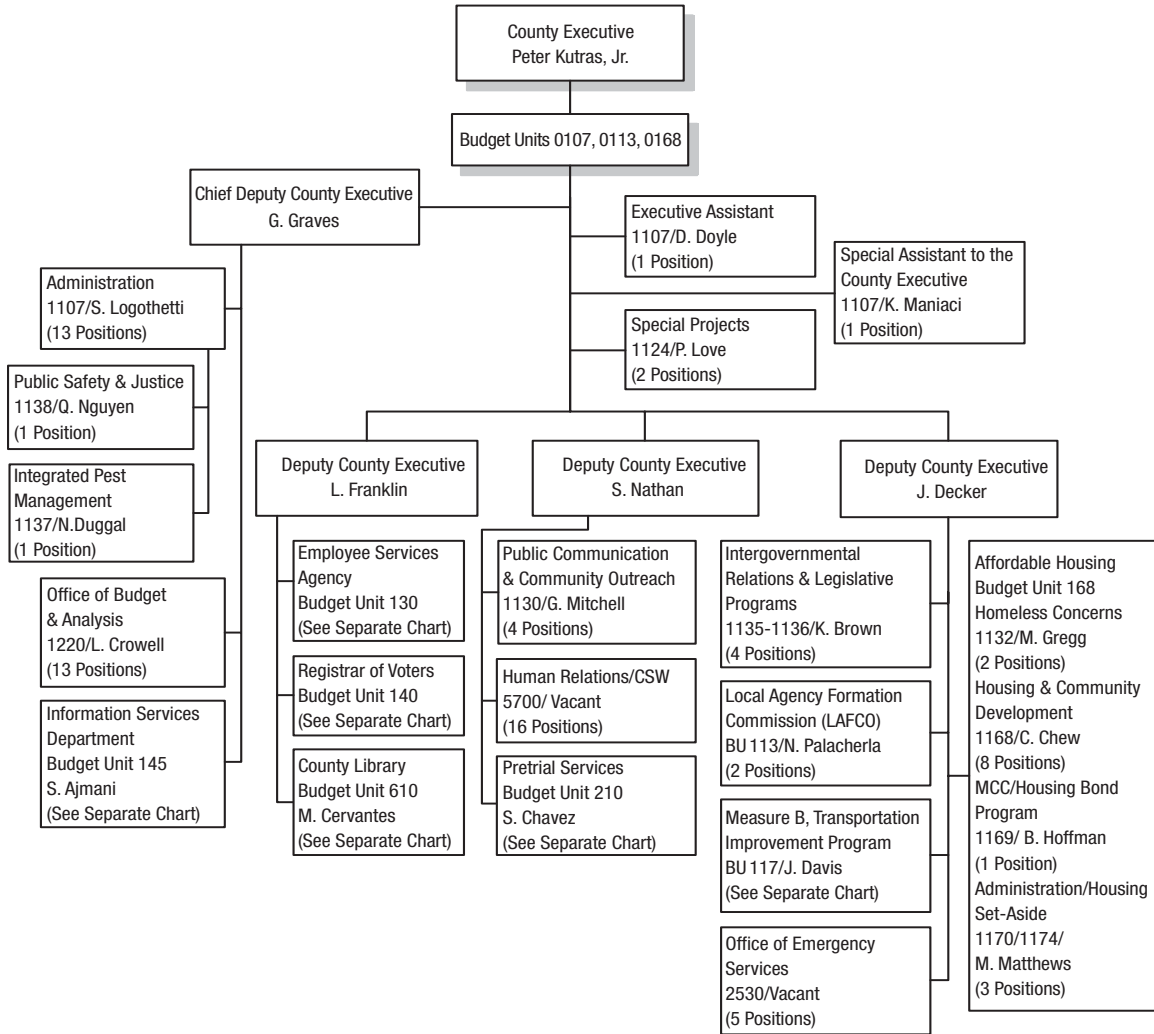 County Executive
Peter Kutras, Jr.
Budget Units 0107, 0113, 0168
Chief Deputy County Executive
G. Graves
Executive Assistant
1107/D. Doyle
(1 Position)
Special Assistant to the
County Executive
1107/K. Maniaci
(1 Position)
Special Projects
1124/P. Love
(2 Positions)
Administration
1107/S. Logothetti
(13 Positions)
Public Safety & Justice
1138/Q. Nguyen
(1 Position)
Integrated Pest
Management
1137/N.Duggal
(1 Position)
Office of Budget
& Analysis
1220/L. Crowell
(13 Positions)
Information Services
Department
Budget Unit 145
S. Ajmani
(See Separate Chart)
Deputy County Executive
L. Franklin
Employee Services
Agency
Budget Unit 130
(See Separate Chart)
Registrar of Voters
Budget Unit 140
(See Separate Chart)
County Library
Budget Unit 610
M. Cervantes
(See Separate Chart)
Deputy County Executive
S. Nathan
Public Communication
& Community Outreach
1130/G. Mitchell
(4 Positions)
Human Relations/CSW
5700/ Vacant
(16 Positions)
Pretrial Services
Budget Unit 210
S. Chavez
(See Separate Chart)
Deputy County Executive
J. Decker
Intergovernmental
Relations & Legislative
Programs
1135-1136/K. Brown
(4 Positions)
Local Agency Formation
Commission (LAFCO)
BU 113/N. Palacherla
(2 Positions)
Measure B, Transportation
Improvement Program
BU 117/J. Davis
(See Separate Chart)
Office of Emergency
Services
2530/Vacant
(5 Positions)
Affordable Housing
Budget Unit 168
Homeless Concerns
1132/M. Gregg
(2 Positions)
Housing & Community
Development
1168/C. Chew
(8 Positions)
MCC/Housing Bond
Program
1169/ B. Hoffman
(1 Position)
Administration/Housing
Set-Aside
1170/1174/
M. Matthews
(3 Positions)